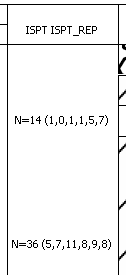 ISPT ISPT_REP
N=14 (1,0,1,1,5,7)
N=36 (5,7,11,8,9,8)